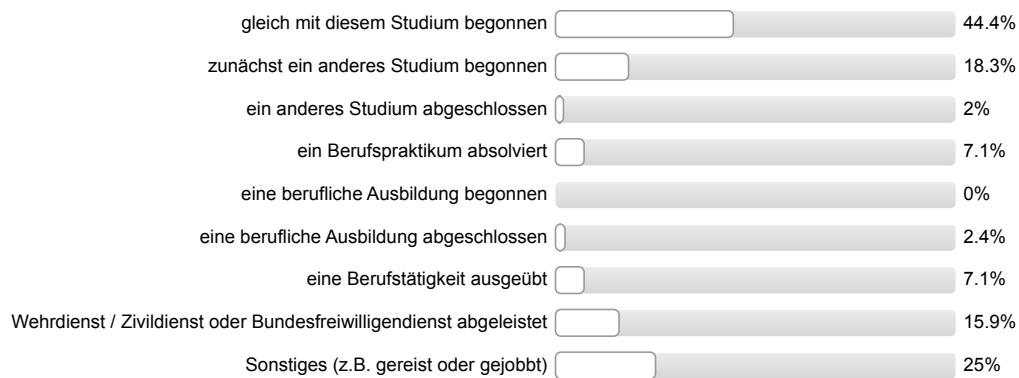 gleich mit diesem Studium begonnen 44.4%
zunächst ein anderes Studium begonnen 18.3%
ein anderes Studium abgeschlossen 2%
ein Berufspraktikum absolviert 7.1%
eine berufliche Ausbildung begonnen 0%
eine berufliche Ausbildung abgeschlossen 2.4%
eine Berufstätigkeit ausgeübt 7.1%
Wehrdienst / Zivildienst oder Bundesfreiwilligendienst abgeleistet 15.9%
Sonstiges (z.B. gereist oder gejobbt) 25%